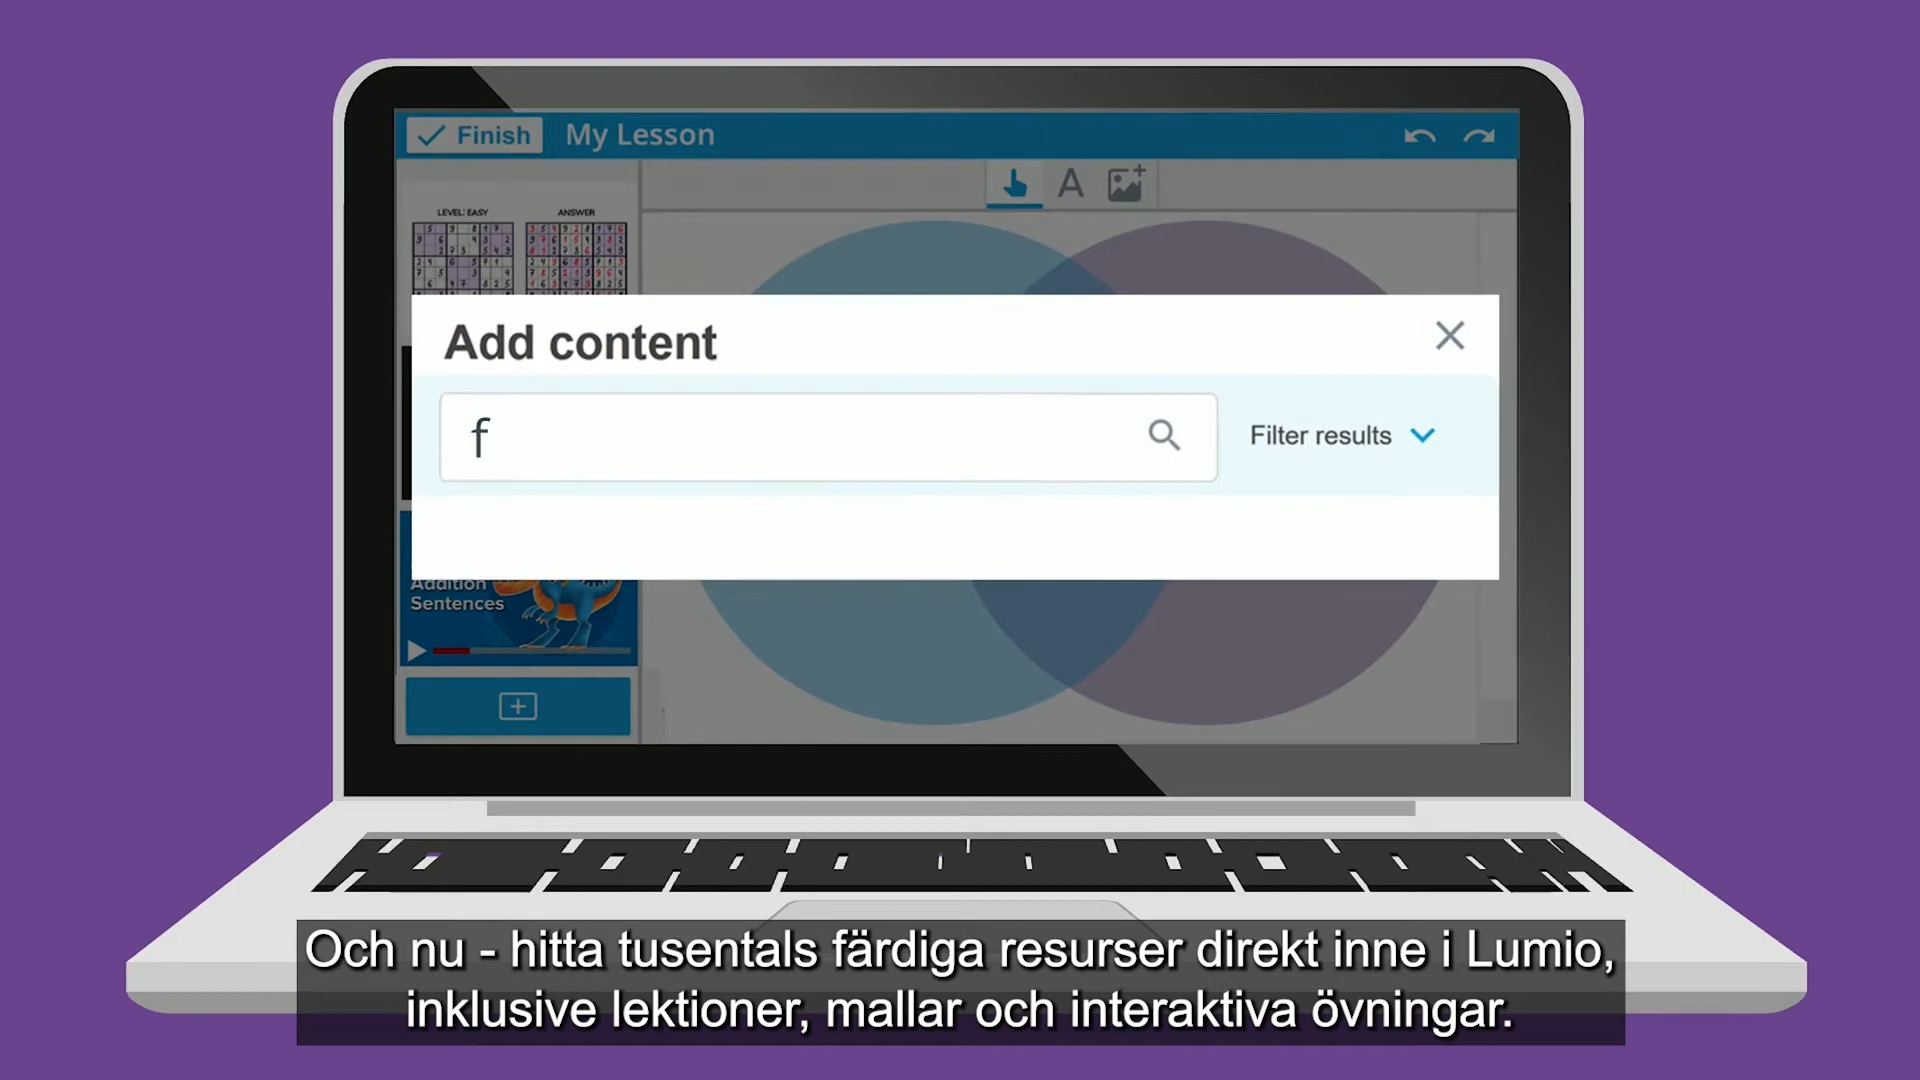 Finish
My Lesson
A
LEVEL: EASY
ANSWER
Add content
f
Filter results
Addition
Sentences
Och nu - hitta tusentals färdiga resurser direkt inne i Lumio,
inklusive lektioner, mallar och interaktiva övningar.